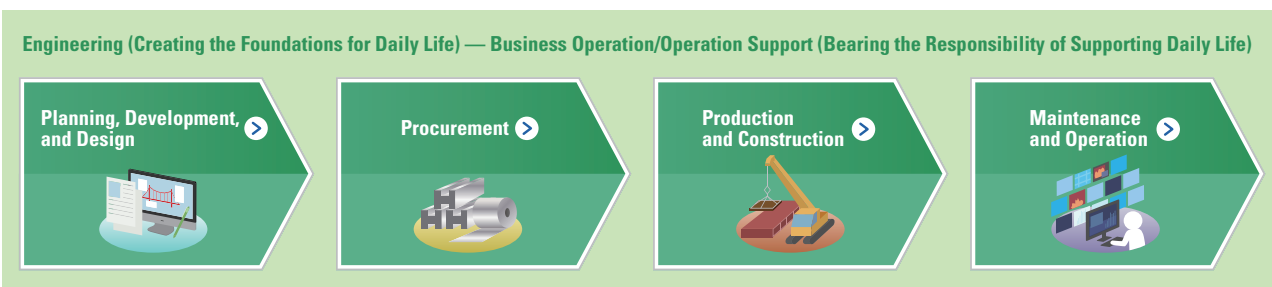 Engineering (Creating the Foundations for Daily Life) — Business Operation/Operation Support (Bearing the Responsibility of Supporting Daily Life)
Planning, Development,
and Design
Procurement
Production
and Construction
Maintenance
and Operation